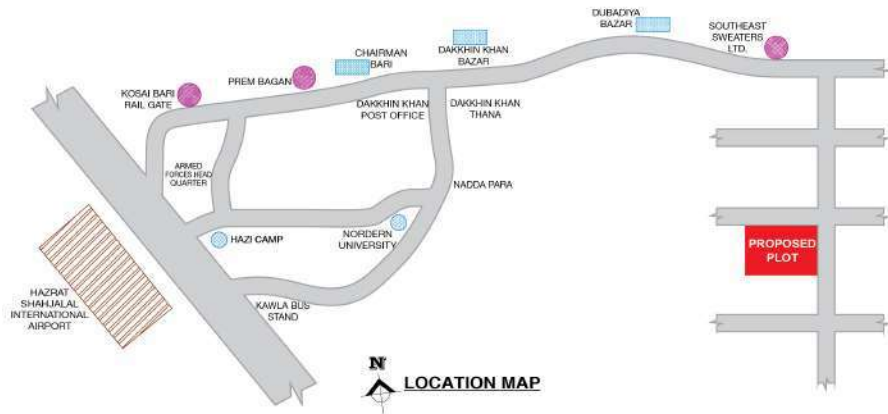 DUBADIYA
BAZAR
SOUTHEAST
SWEATERS
LTD.
CHAIRMAN
BARI
DAKKHIN KHAN
BAZAR
PREM BAGAN
KOSAI BARI
RAIL GATE
DAKKHIN KHAN
POST OFFICE
DAKKHIN KHAN
THANA
ARMED
FORCES HEAD
QUARTER
NADDA PARA
HAZI CAMP
NORDERN
UNIVERSITY
PROPOSED
PLOT
HAZRAT
SHAHJALAL
INTERNATIONAL
AIRPORT
KAWLA BUS
STAND
N
LOCATION MAP